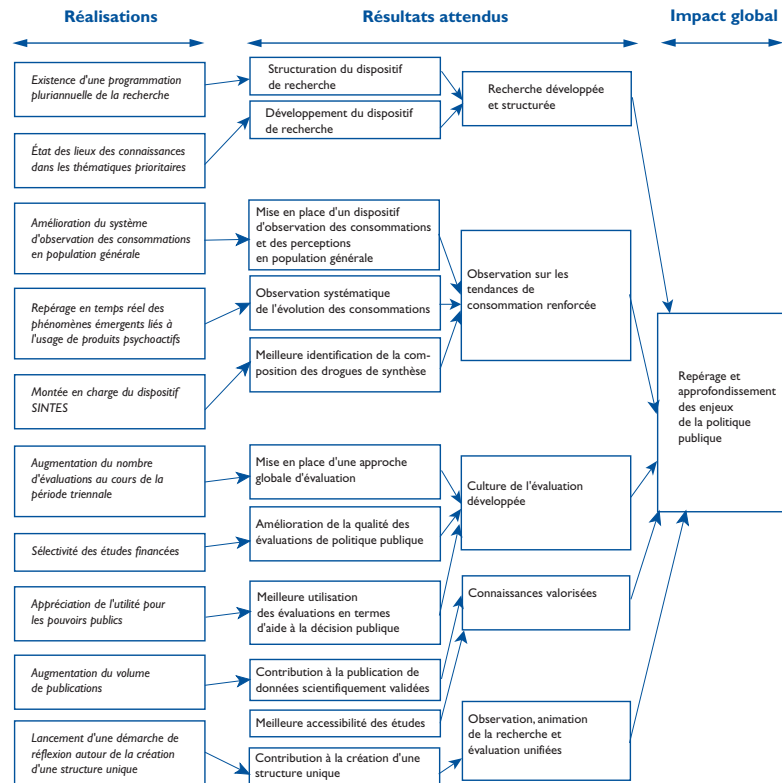 Réalisations
Résultats attendus
Impact global
Existence d'une programmation
pluriannuelle de la recherche
État des lieux des connaissances
dans les thématiques prioritaires
Amélioration du système
d'observation des consommations
en population générale
Repérage en temps réel des
phénomènes émergents liés à
l'usage de produits psychoactifs
Montée en charge du dispositif
SINTES
Augmentation du nombre
d'évaluations au cours de la
période triennale
Sélectivité des études financées
Appréciation de l'utilité pour
les pouvoirs publics
Augmentation du volume
de publications
Lancement d'une démarche de
réflexion autour de la création
d'une structure unique
Structuration du dispositif
de recherche
Développement du dispositif
de recherche
Mise en place d'un dispositif
d'observation des consommations
et des perceptions
en population générale
Observation systématique
de l'évolution des consommations
Meilleure identification de la com-
position des drogues de synthèse
Mise en place d'une approche
globale d'évaluation
Amélioration de la qualité des
évaluations de politique publique
Meilleure utilisation
des évaluations en termes
d'aide à la décision publique
Contribution à la publication de
données scientifiquement validées
Meilleure accessibilité des études
Contribution à la création d'une
structure unique
Recherche développée
et structurée
Observation sur les
tendances de
consommation renforcée
Culture de l'évaluation
développée
Connaissances valorisées
Observation, animation
de la recherche et
évaluation unifiées
Repérage et
approfondissement
des enjeux
de la politique
publique